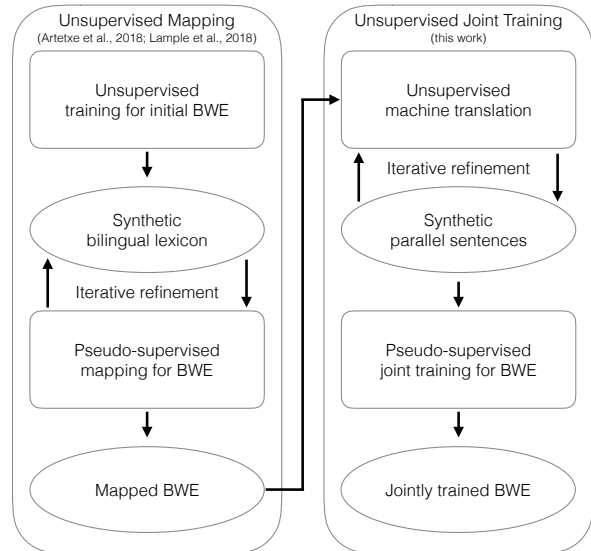 Unsupervised Mapping
(Artetxe et al., 2018; Lample et al., 2018)
Unsupervised
training for initial BWE
Synthetic
bilingual lexicon
Iterative refinement
Pseudo-supervised
mapping for BWE
Mapped BWE
Unsupervised Joint Training
(this work)
Unsupervised
machine translation
Iterative refinement
Synthetic
parallel sentences
Pseudo-supervised
joint training for BWE
Jointly trained BWE